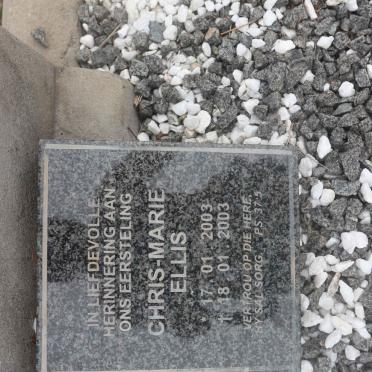 IN LIEFDEVOLLE
HERINNERING AAN
ONS EERSTELING
CHRIS-MARIE
ELLIS
17 01 2003
† 18 01 2003
VERTROU OP DIE HERE,
HY SAL SORG. PS 37:5